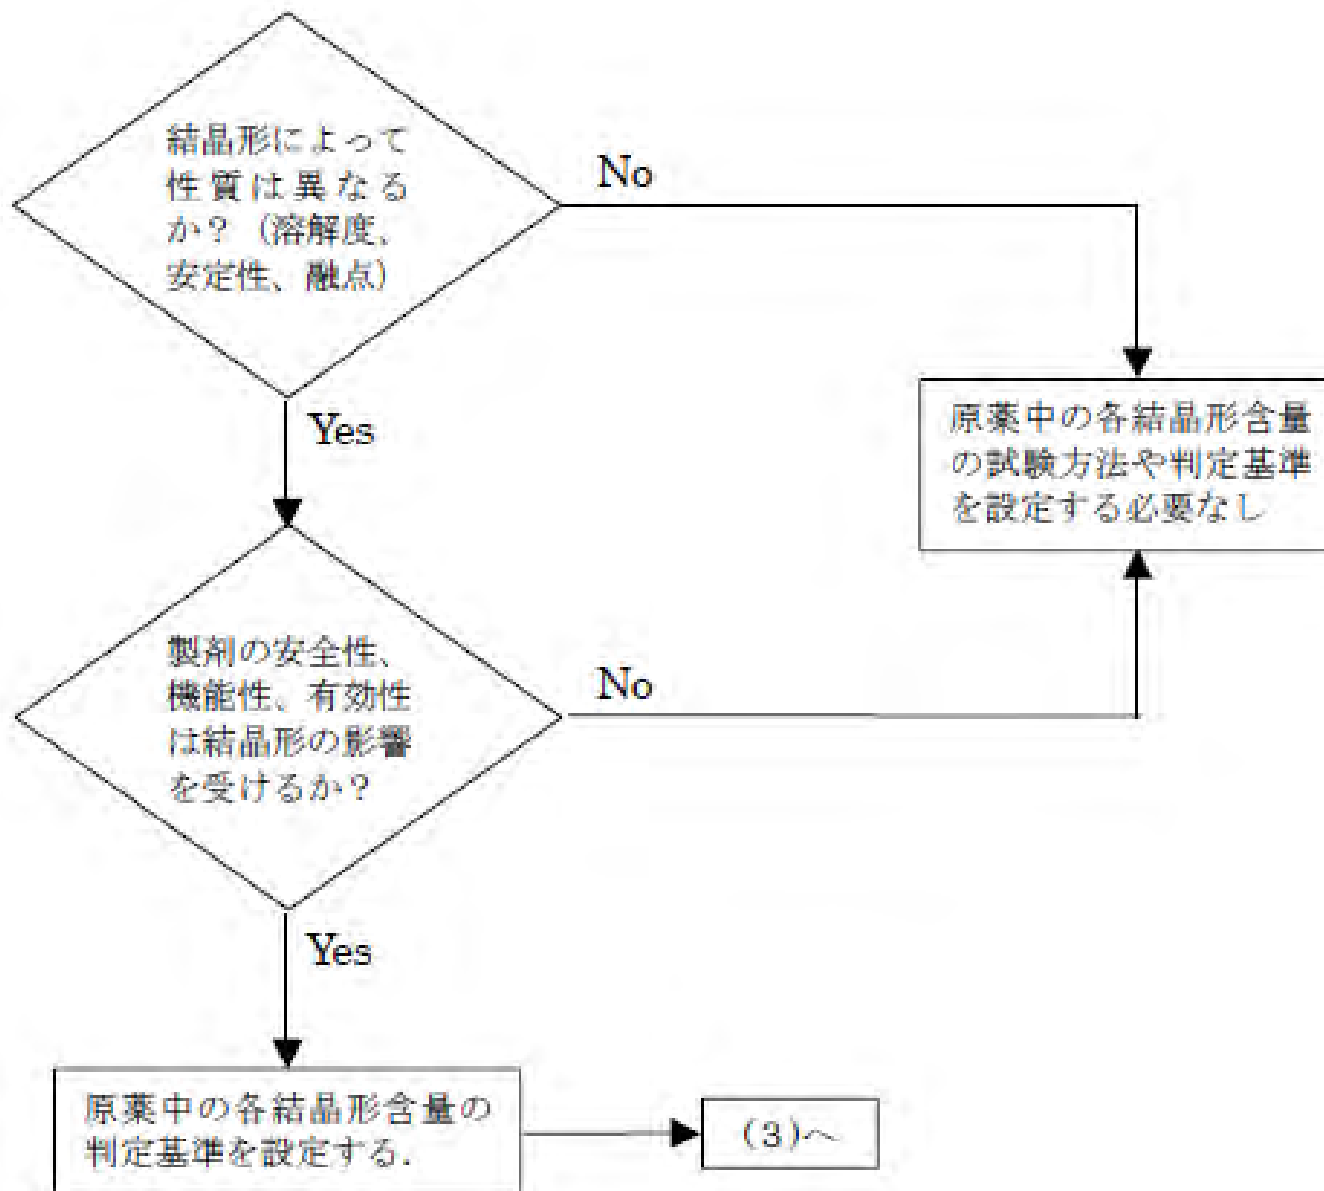 結晶形によって
性質は異なる
か？（溶解度、
安定性、融点）
No
Yes
原薬中の各結晶形含量
の試験方法や判定基準
を設定する必要なし
製剤の安全性、
機能性、有効性
は結晶形の影響
を受けるか？
No
Yes
原薬中の各結晶形含量の
判定基準を設定する．
(3)へ